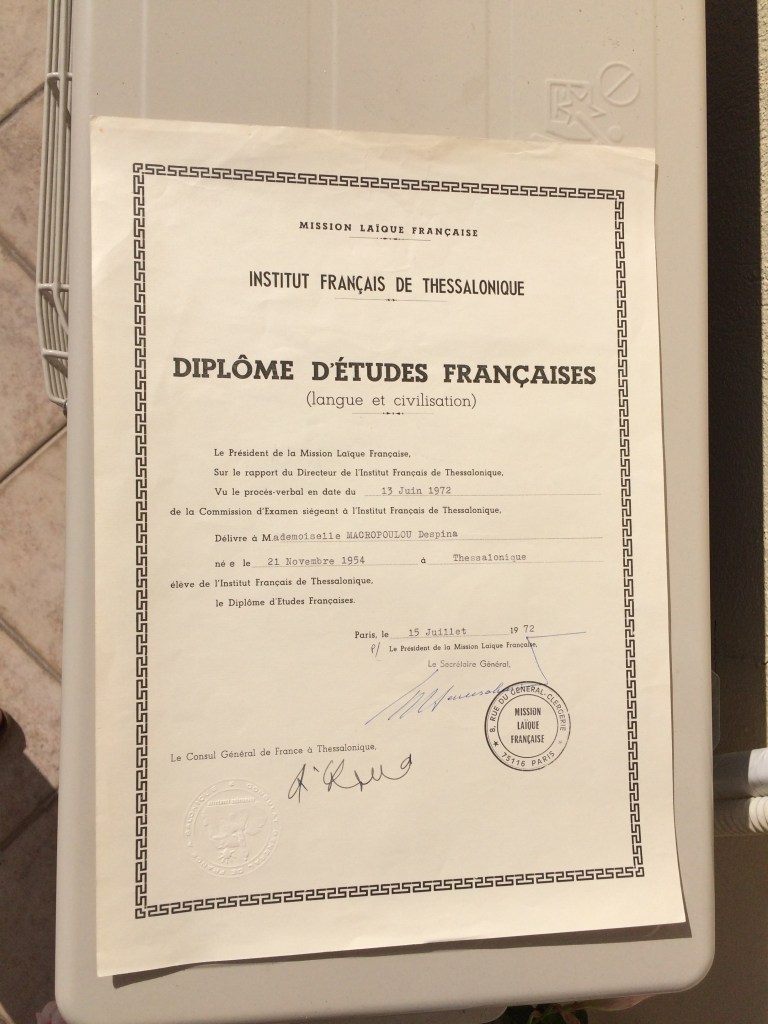 MISSION LAÏQUE FRANÇAISE
INSTITUT FRANÇAIS DE THESSALONIQUE
DIPLÔME D'ÉTUDES FRANÇAISES
(langue et civilisation)
Le Président de la Mission Laïque Française,
Sur le rapport du Directeur de l'Institut Français de Thessalonique,
Vu le procès-verbal en date du 13 Juin 1972
de la Commission d'Examen siégeant à l'Institut Français de Thessalonique,
Délivre à Mademoiselle MACROPOULOU Despina
né e le 21 Novembre 1954 à Thessalonique
élève de l'Institut Français de Thessalonique,
le Diplôme d'Etudes Françaises.
Paris, le 15 Juillet 1972
P/ Le Président de la Mission Laïque Française,
Le Secrétaire Général,
8, RUE DU GENERAL-CLERGERIE
MISSION
LAÏQUE
FRANÇAISE
75116 PARIS
Le Consul Général de France à Thessalonique,